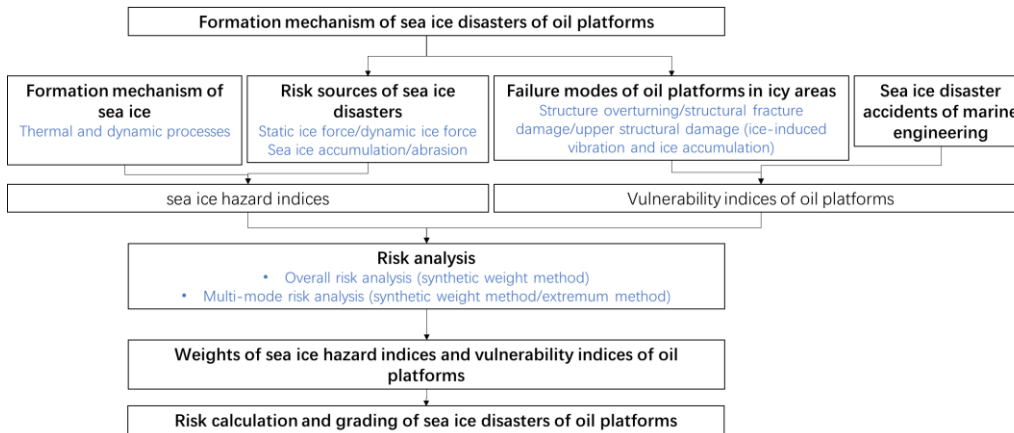 Formation mechanism of sea ice disasters of oil platforms
Formation mechanism of
sea ice
Thermal and dynamic processes
Risk sources of sea ice
disasters
Static ice force/dynamic ice force
Sea ice accumulation/abrasion
Failure modes of oil platforms in icy areas
Structure overturning/structural fracture
damage/upper structural damage (ice-induced
vibration and ice accumulation)
Sea ice disaster
accidents of marine
engineering
sea ice hazard indices
Vulnerability indices of oil platforms
Risk analysis
• Overall risk analysis (synthetic weight method)
• Multi-mode risk analysis (synthetic weight method/extremum method)
Weights of sea ice hazard indices and vulnerability indices of oil
platforms
Risk calculation and grading of sea ice disasters of oil platforms